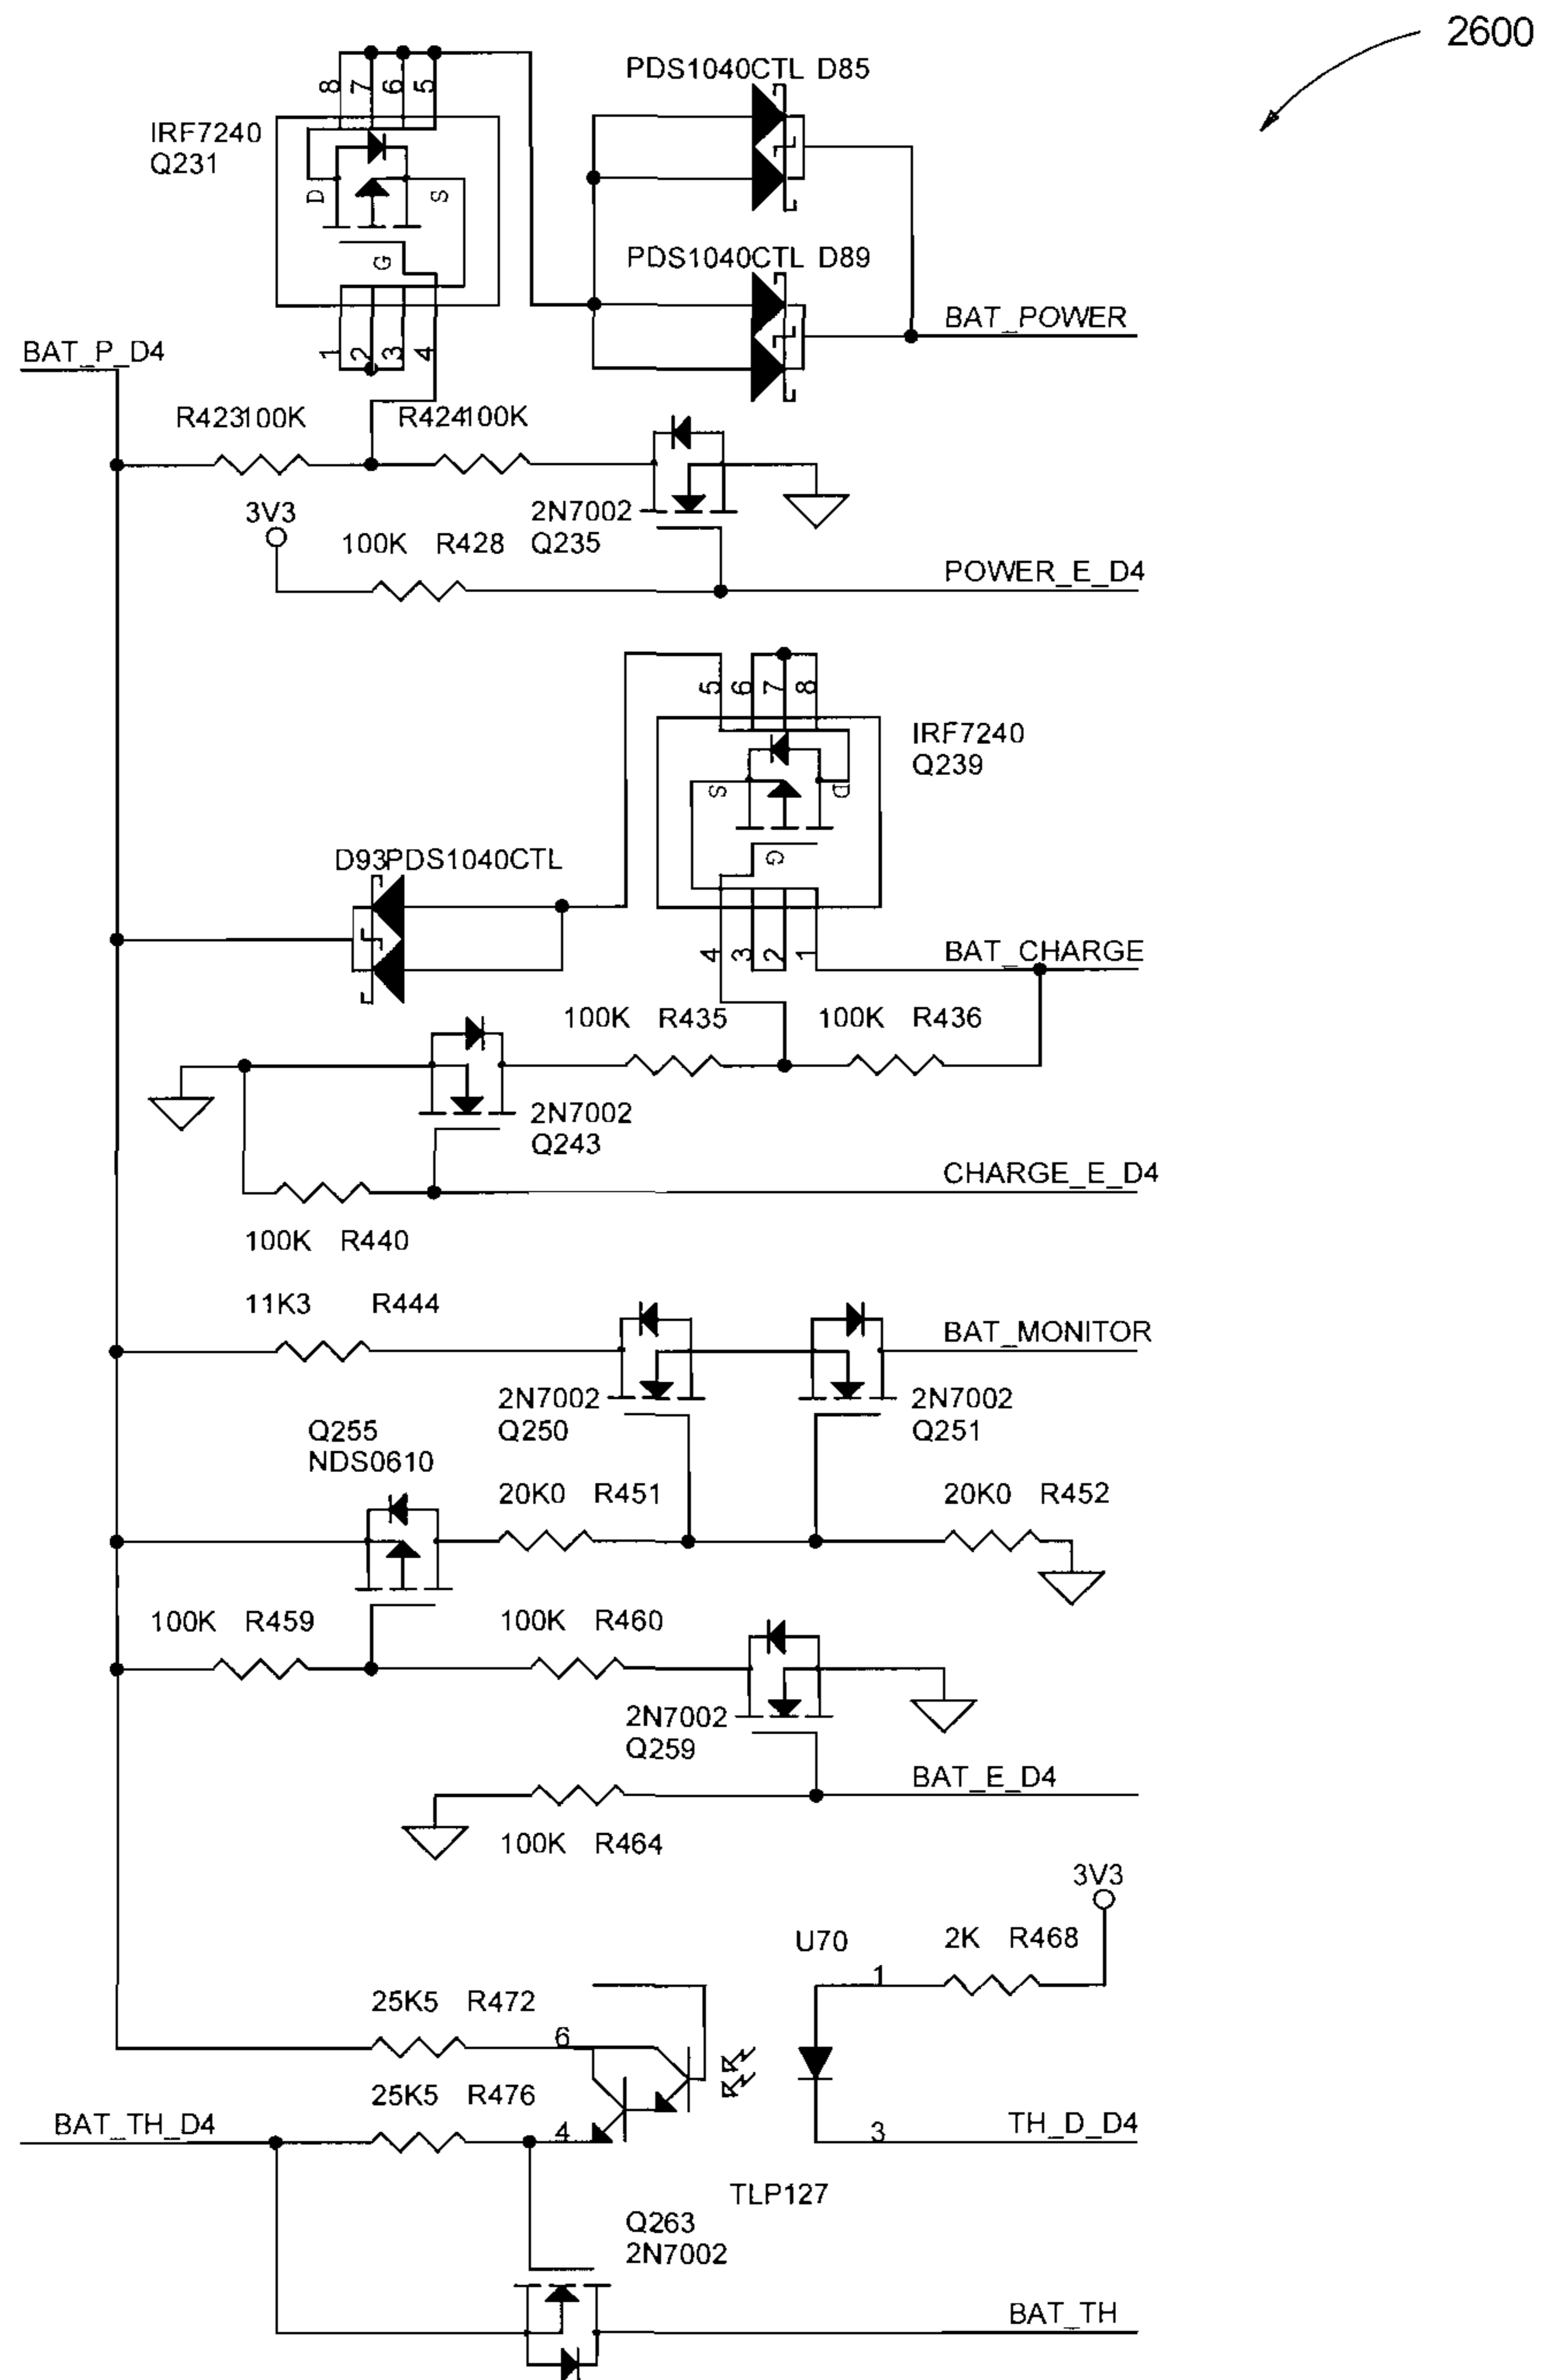 2600
PDS1040CTL D85
IRF7240
Q231
8 7 6 5
D S
G
1 2 3 4
PDS1040CTL D89
BAT_POWER
BAT_P_D4
R423100K R424100K
3V3
2N7002
Q235
100K R428
POWER_E_D4
5 6 7 8
IRF7240
Q239
S D
G
D93PDS1040CTL
4 3 2 1
BAT_CHARGE
100K R435 100K R436
2N7002
Q243
CHARGE_E_D4
100K R440
11K3 R444
BAT_MONITOR
2N7002
Q250
2N7002
Q251
Q255
NDS0610
20K0 R451 20K0 R452
100K R459 100K R460
2N7002
Q259
BAT_E_D4
100K R464
3V3
U70 2K R468
1
25K5 R472
6
25K5 R476
BAT_TH_D4
4
3
TH_D_D4
TLP127
Q263
2N7002
BAT_TH